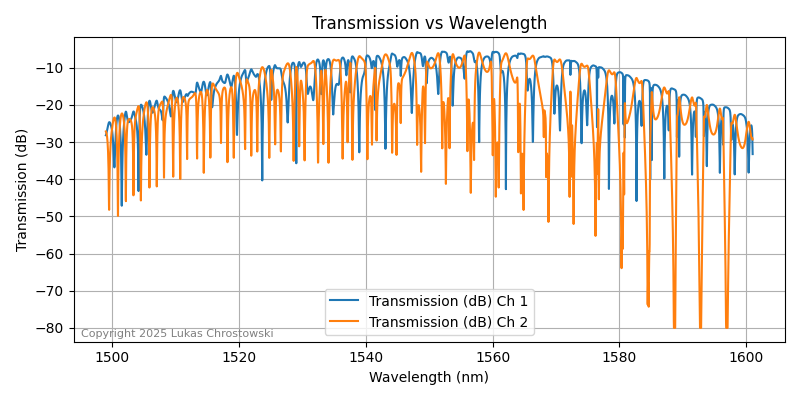 Transmission vs Wavelength
Transmission (dB)
−10
−20
−30
−40
−50
−60
−70
−80
Transmission (dB) Ch 1
Transmission (dB) Ch 2
Copyright 2025 Lukas Chrostowski
1500 1520 1540 1560 1580 1600
Wavelength (nm)